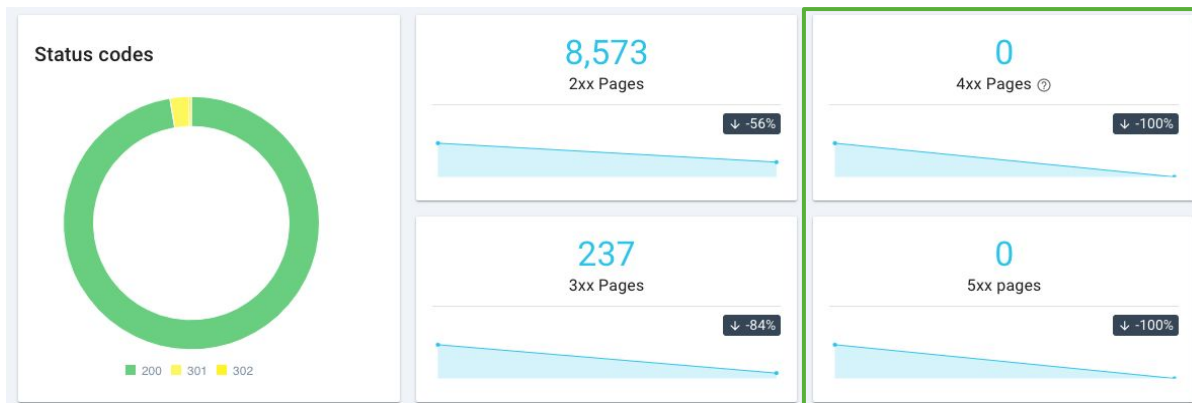 Status codes
200 301 302
8,573
2xx Pages
↓ -56%
0
4xx Pages ?
↓ -100%
237
3xx Pages
↓ -84%
0
5xx pages
↓ -100%